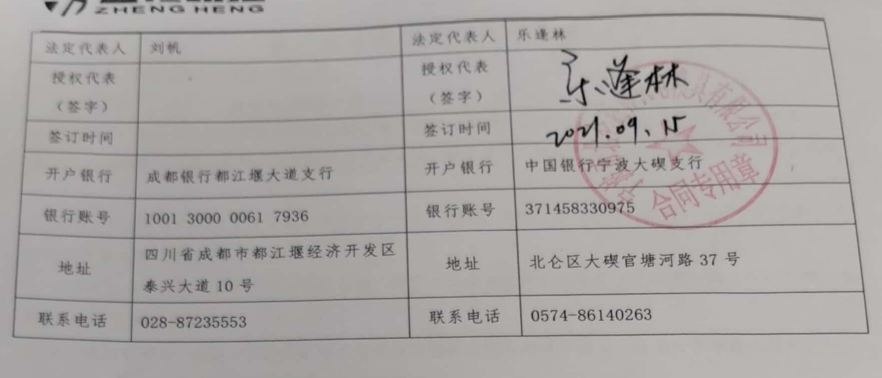 ZHENG HENG
法定代表人 刘帆 法定代表人 乐逢林
授权代表 授权代表
（签字） （签字） 乐逢林
签订时间 签订时间 2021.09.15
开户银行 成都银行都江堰大道支行 开户银行 中国银行宁波大碶支行
银行账号 1001 3000 0061 7936 银行账号 371458330975
地址 四川省成都市都江堰经济开发区 地址 北仑区大碶官塘河路 37 号
泰兴大道 10 号
联系电话 028-87235553 联系电话 0574-86140263
具有限公司
合同专用章